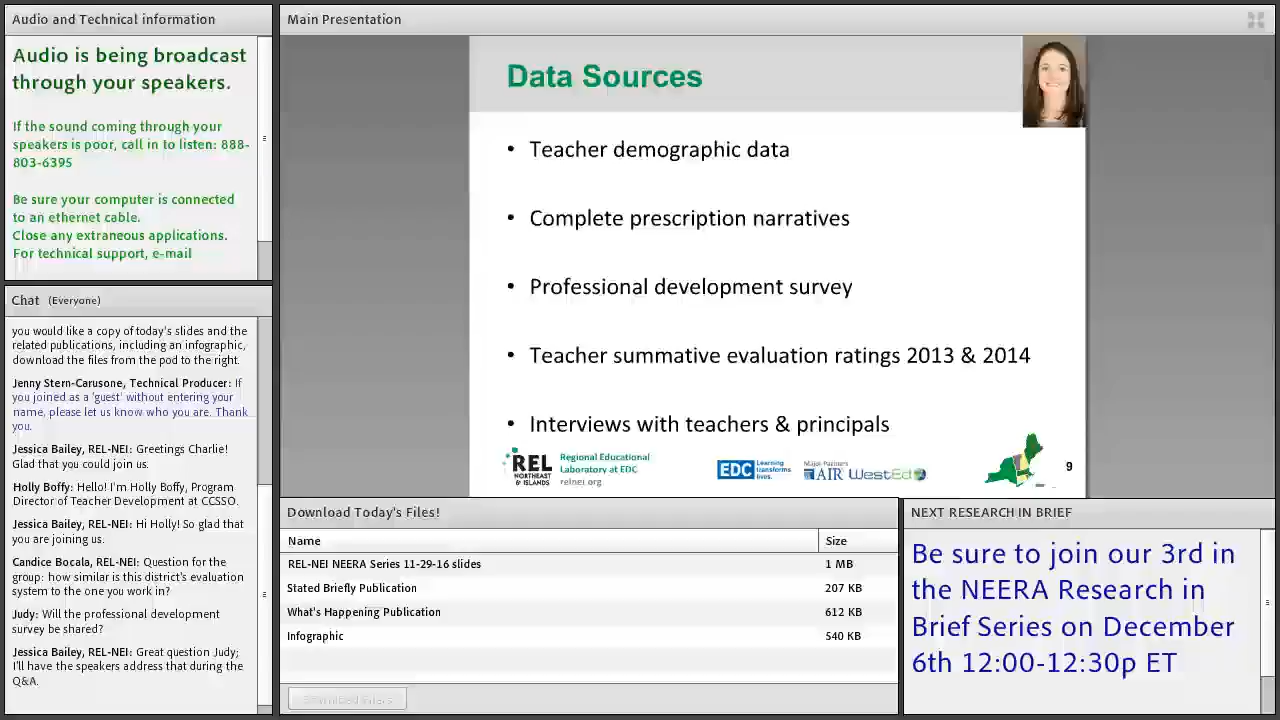 Audio and Technical information
Audio is being broadcast
through your speakers.
If the sound coming through your
speakers is poor, call in to listen: 888-
803-6395
Be sure your computer is connected
to an ethernet cable.
Close any extraneous applications.
For technical support, e-mail
Chat (Everyone)
you would like a copy of today's slides and the
related publications, including an infographic,
download the files from the pod to the right.
Jenny Stern-Carusone, Technical Producer: If
you joined as a 'guest' without entering your
name, please let us know who you are. Thank
you.
Jessica Bailey, REL-NEI: Greetings Charlie!
Glad that you could join us.
Holly Boffy: Hello! I'm Holly Boffy, Program
Director of Teacher Development at CCSSO.
Jessica Bailey, REL-NEI: Hi Holly! So glad that
you are joining us.
Candice Bocala, REL-NEI: Question for the
group: how similar is this district's evaluation
system to the one you work in?
Judy: Will the professional development
survey be shared?
Jessica Bailey, REL-NEI: Great question Judy;
I'll have the speakers address that during the
Q&A.
Main Presentation
Data Sources
• Teacher demographic data
• Complete prescription narratives
• Professional development survey
• Teacher summative evaluation ratings 2013 & 2014
• Interviews with teachers & principals
REL
NORTHEAST
& ISLANDS
Regional Educational
Laboratory at EDC
relnei.org
EDC Learning
transforms
lives.
Major Partners
AIR WestEd
9
Download Today's Files!
Name Size
REL-NEI NEERA Series 11-29-16 slides 1 MB
Stated Briefly Publication 207 KB
What's Happening Publication 612 KB
Infographic 540 KB
Download File(s)
NEXT RESEARCH IN BRIEF
Be sure to join our 3rd in
the NEERA Research in
Brief Series on December
6th 12:00-12:30p ET